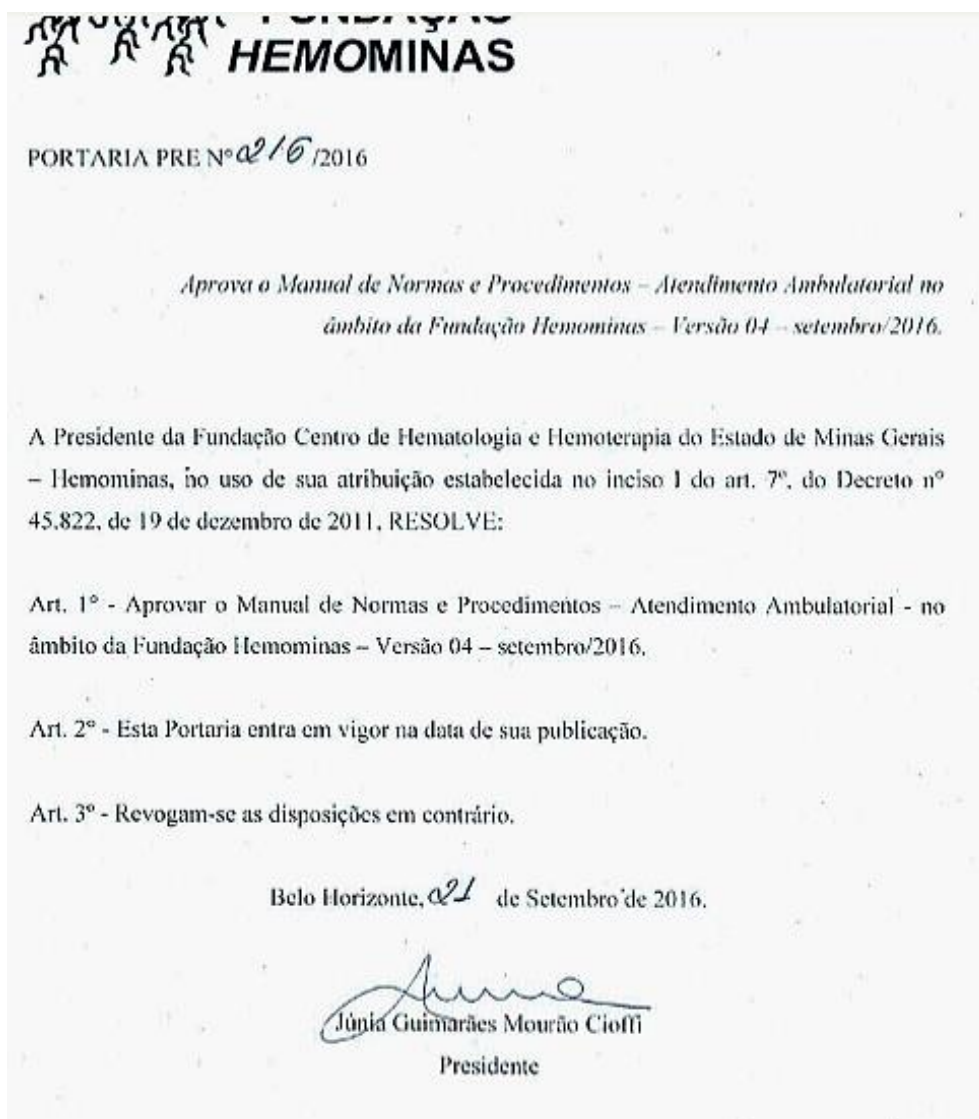 FUNDAÇÃO
HEMOMINAS
PORTARIA PRE Nº 216 /2016
Aprova o Manual de Normas e Procedimentos – Atendimento Ambulatorial no
âmbito da Fundação Hemominas – Versão 04 – setembro/2016.
A Presidente da Fundação Centro de Hematologia e Hemoterapia do Estado de Minas Gerais
– Hemominas, no uso de sua atribuição estabelecida no inciso I do art. 7º, do Decreto nº
45.822, de 19 de dezembro de 2011, RESOLVE:
Art. 1º - Aprovar o Manual de Normas e Procedimentos – Atendimento Ambulatorial - no
âmbito da Fundação Hemominas – Versão 04 – setembro/2016.
Art. 2º - Esta Portaria entra em vigor na data de sua publicação.
Art. 3º - Revogam-se as disposições em contrário.
Belo Horizonte, 21 de Setembro de 2016.
Júnia Guimarães Mourão Cioffi
Presidente